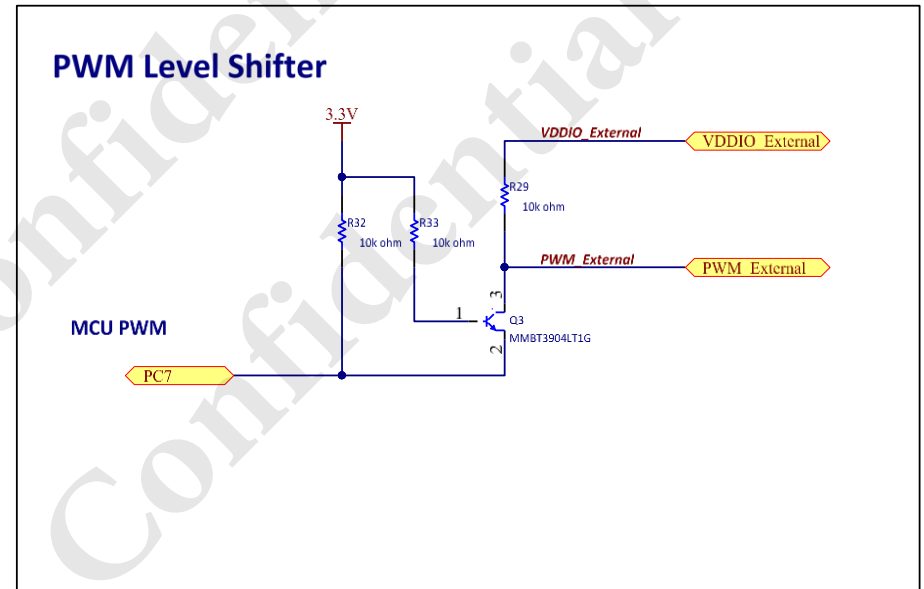 PWM Level Shifter
3.3V
VDDIO_External
VDDIO_External
R29
10k ohm
R32
10k ohm
R33
10k ohm
PWM_External
PWM_External
3
1
Q3
MMBT3904LT1G
2
MCU PWM
PC7
Confidential
Confidential